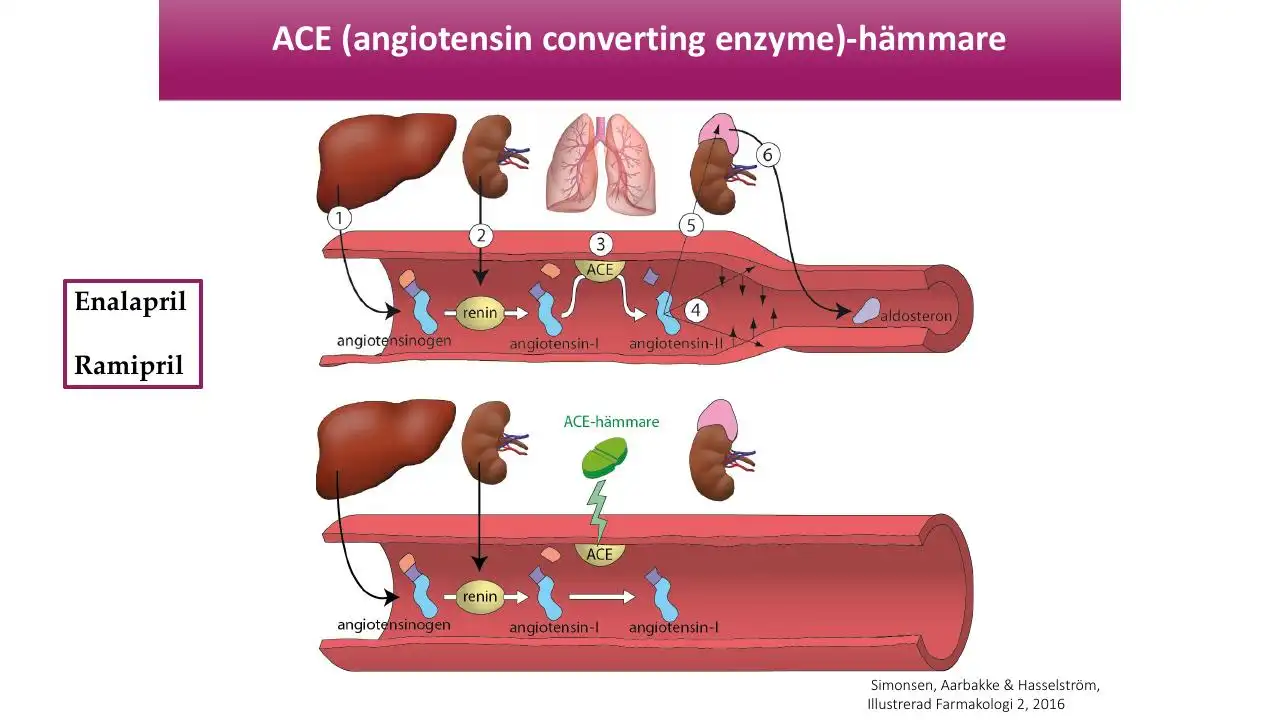 ACE (angiotensin converting enzyme)-hämmare
Enalapril
Ramipril
1
2
3
4
5
6
ACE
renin
angiotensinogen
angiotensin-I
angiotensin-II
aldosteron
ACE-hämmare
ACE
renin
angiotensinogen
angiotensin-I
angiotensin-I
Simonsen, Aarbakke & Hasselström,
Illustrerad Farmakologi 2, 2016